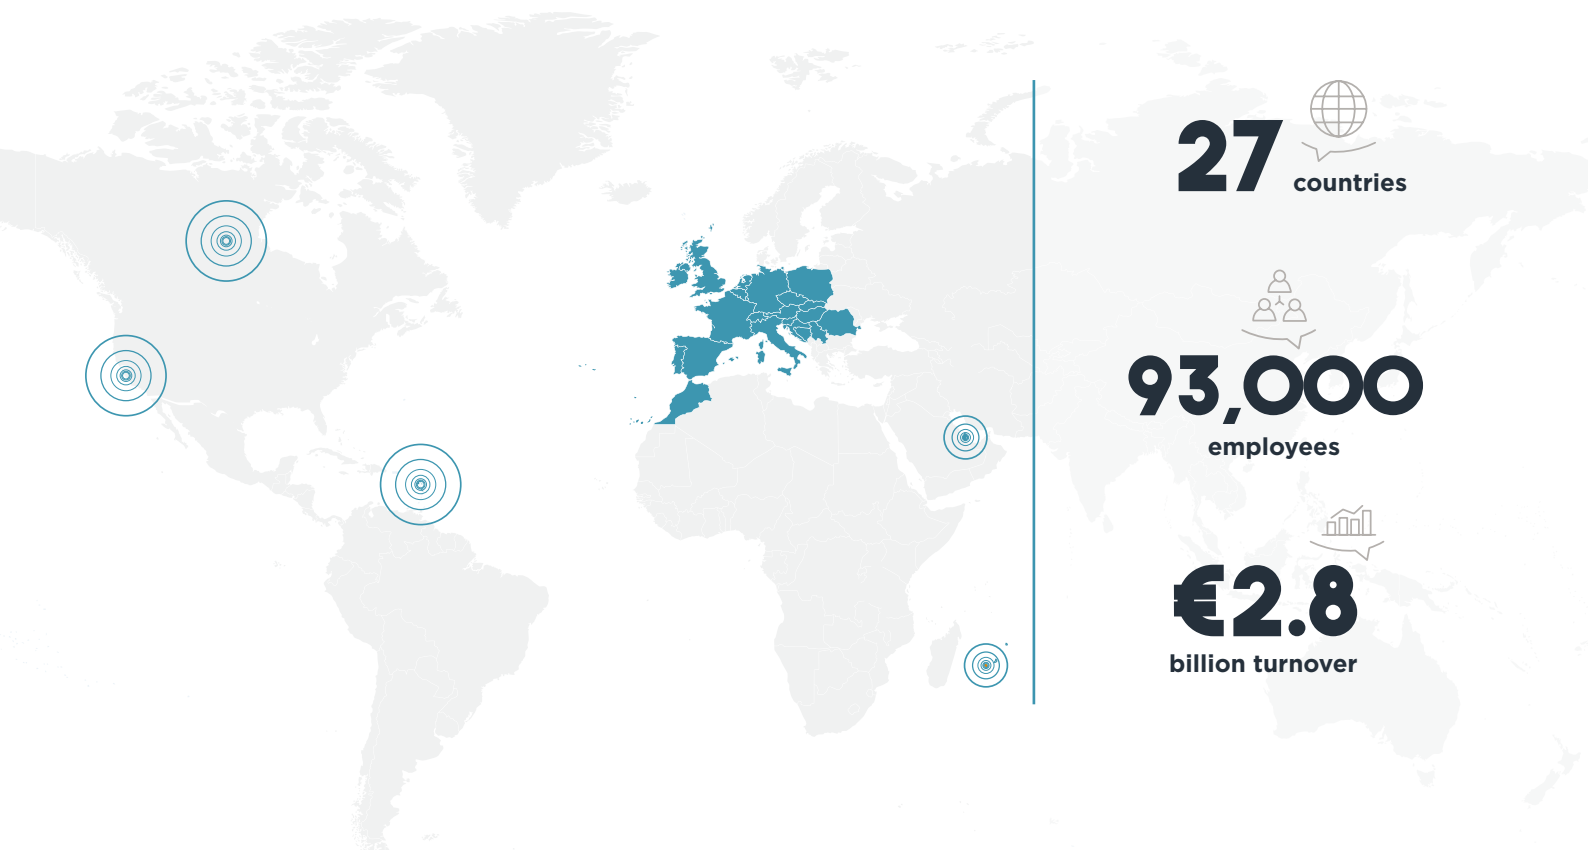 27
countries
93,000
employees
€2.8
billion turnover